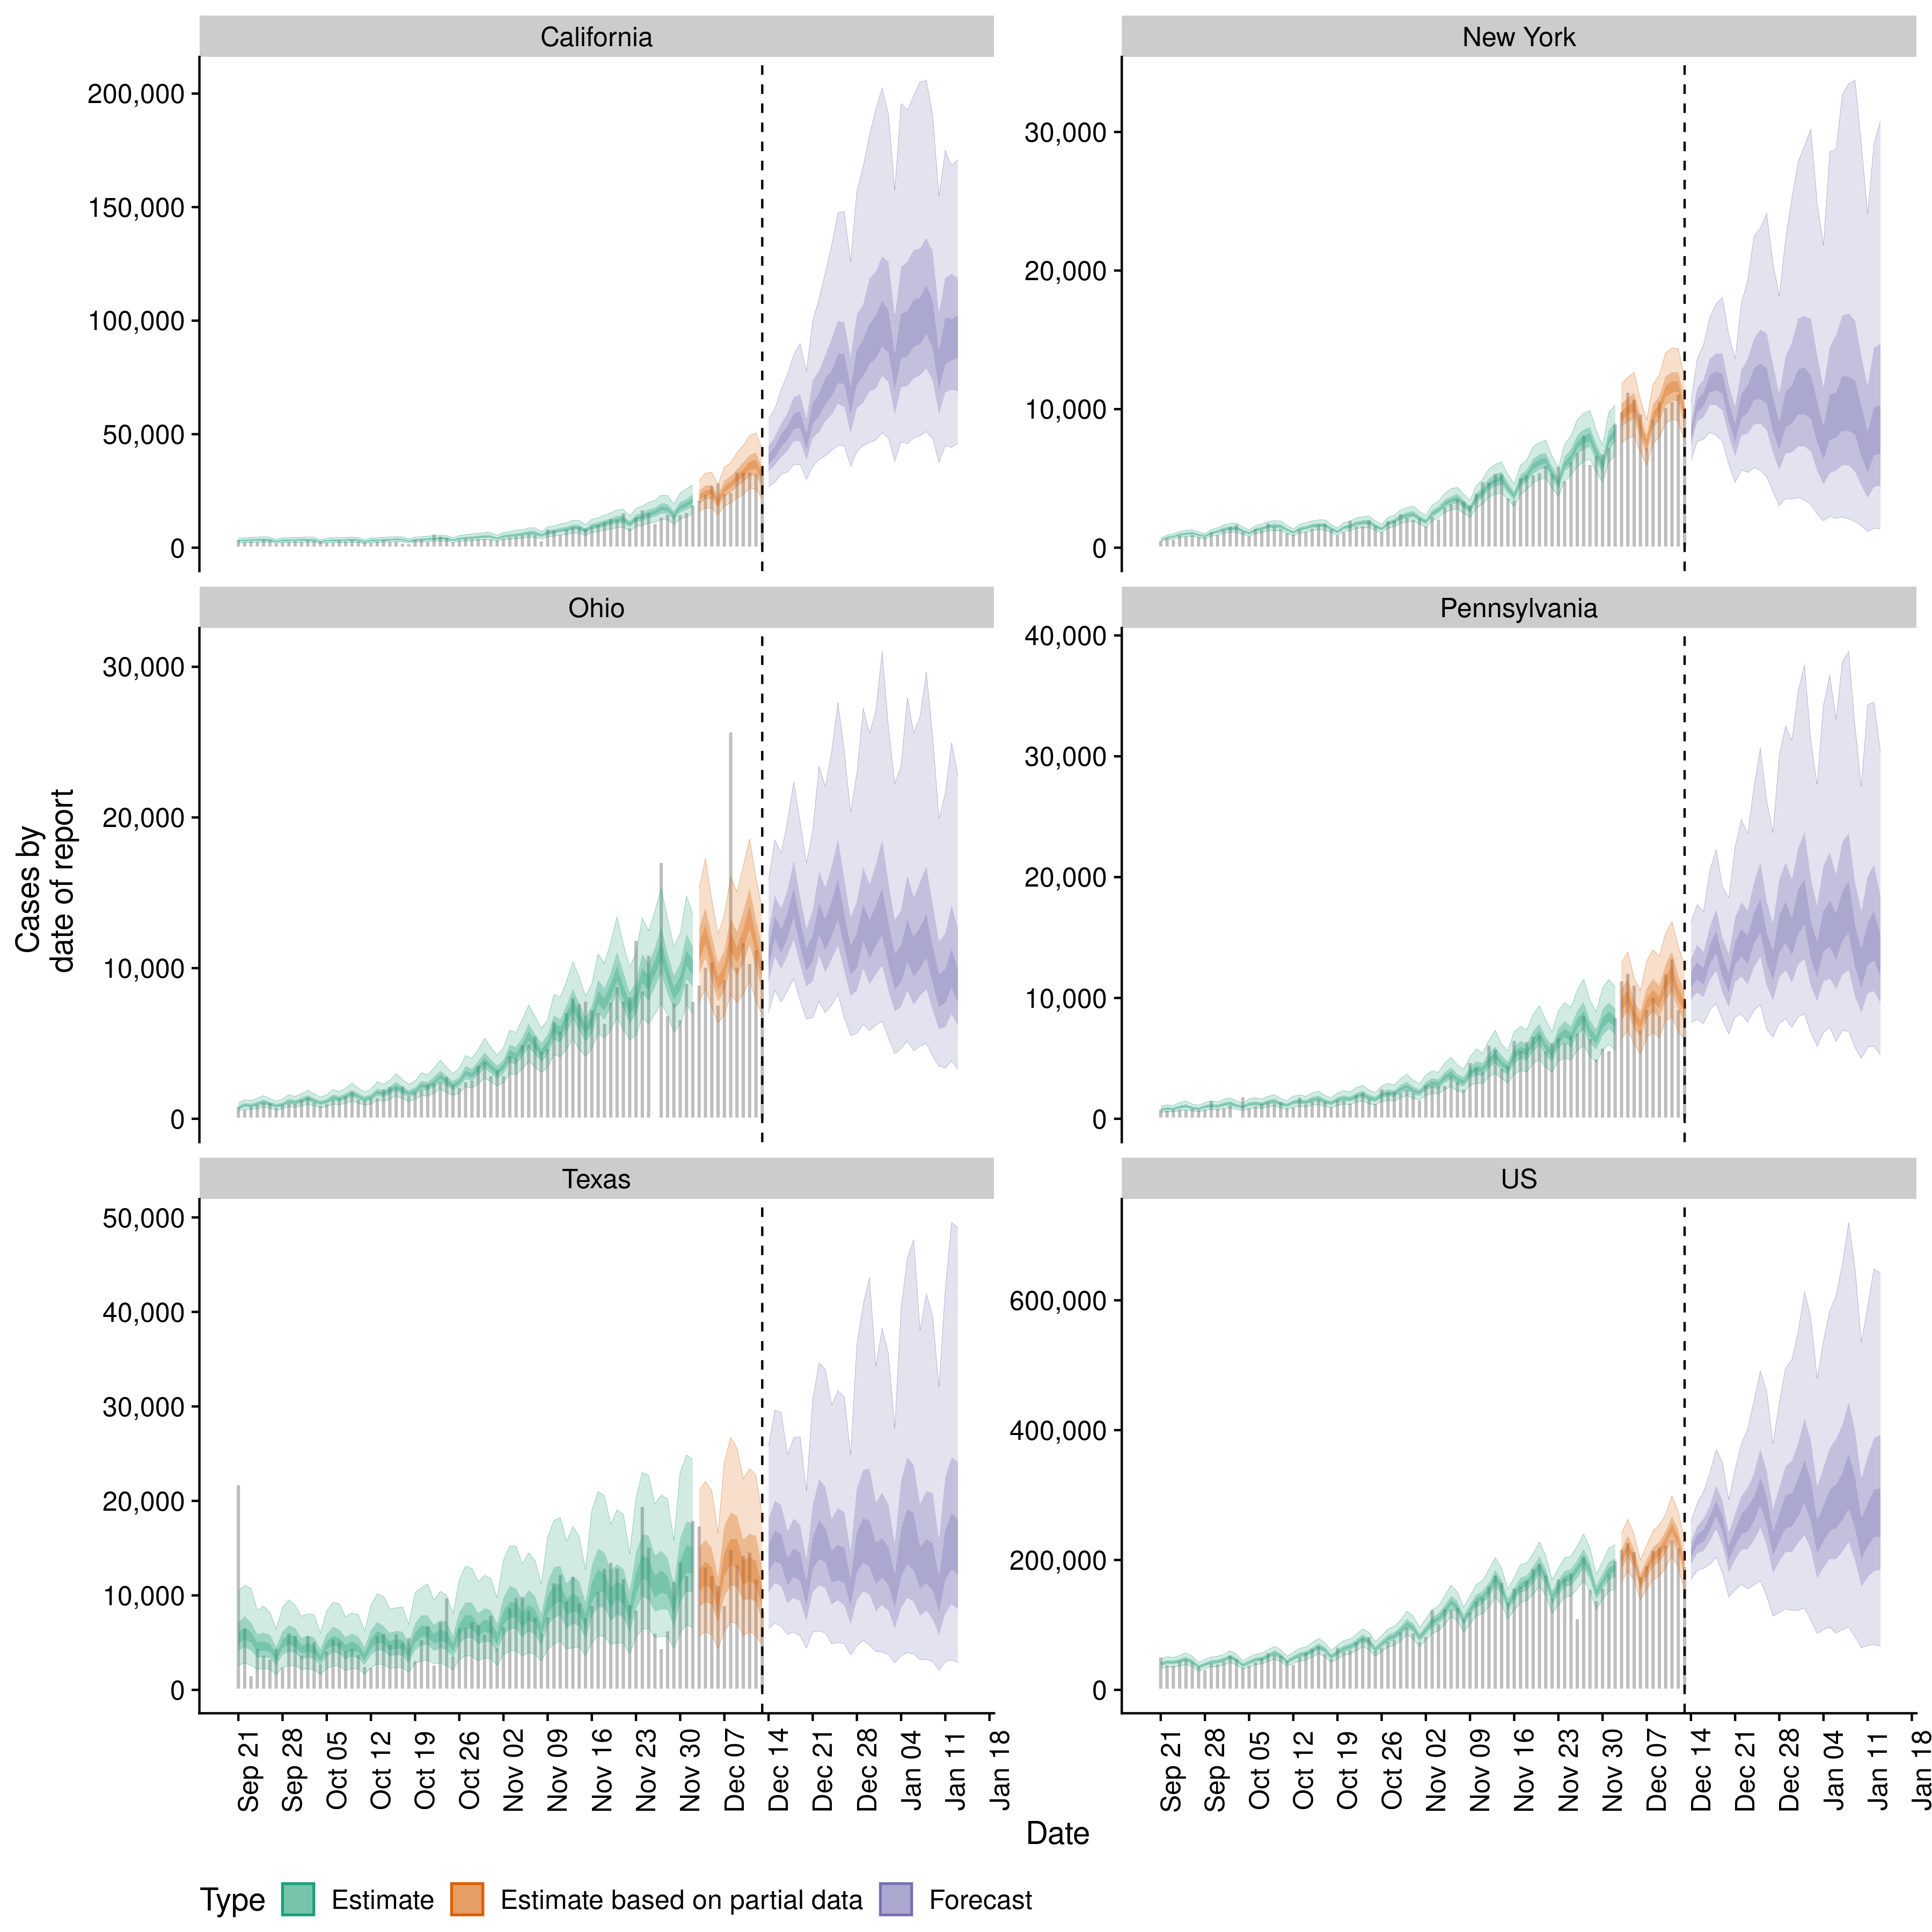 California
New York
200,000
150,000
100,000
50,000
0
30,000
20,000
10,000
0
Ohio
Pennsylvania
30,000
20,000
10,000
0
40,000
30,000
20,000
10,000
0
Cases by
date of report
Texas
US
50,000
40,000
30,000
20,000
10,000
0
600,000
400,000
200,000
0
Sep 21
Sep 28
Oct 05
Oct 12
Oct 19
Oct 26
Nov 02
Nov 09
Nov 16
Nov 23
Nov 30
Dec 07
Dec 14
Dec 21
Dec 28
Jan 04
Jan 11
Jan 18
Sep 21
Sep 28
Oct 05
Oct 12
Oct 19
Oct 26
Nov 02
Nov 09
Nov 16
Nov 23
Nov 30
Dec 07
Dec 14
Dec 21
Dec 28
Jan 04
Jan 11
Jan 18
Date
Type Estimate Estimate based on partial data Forecast